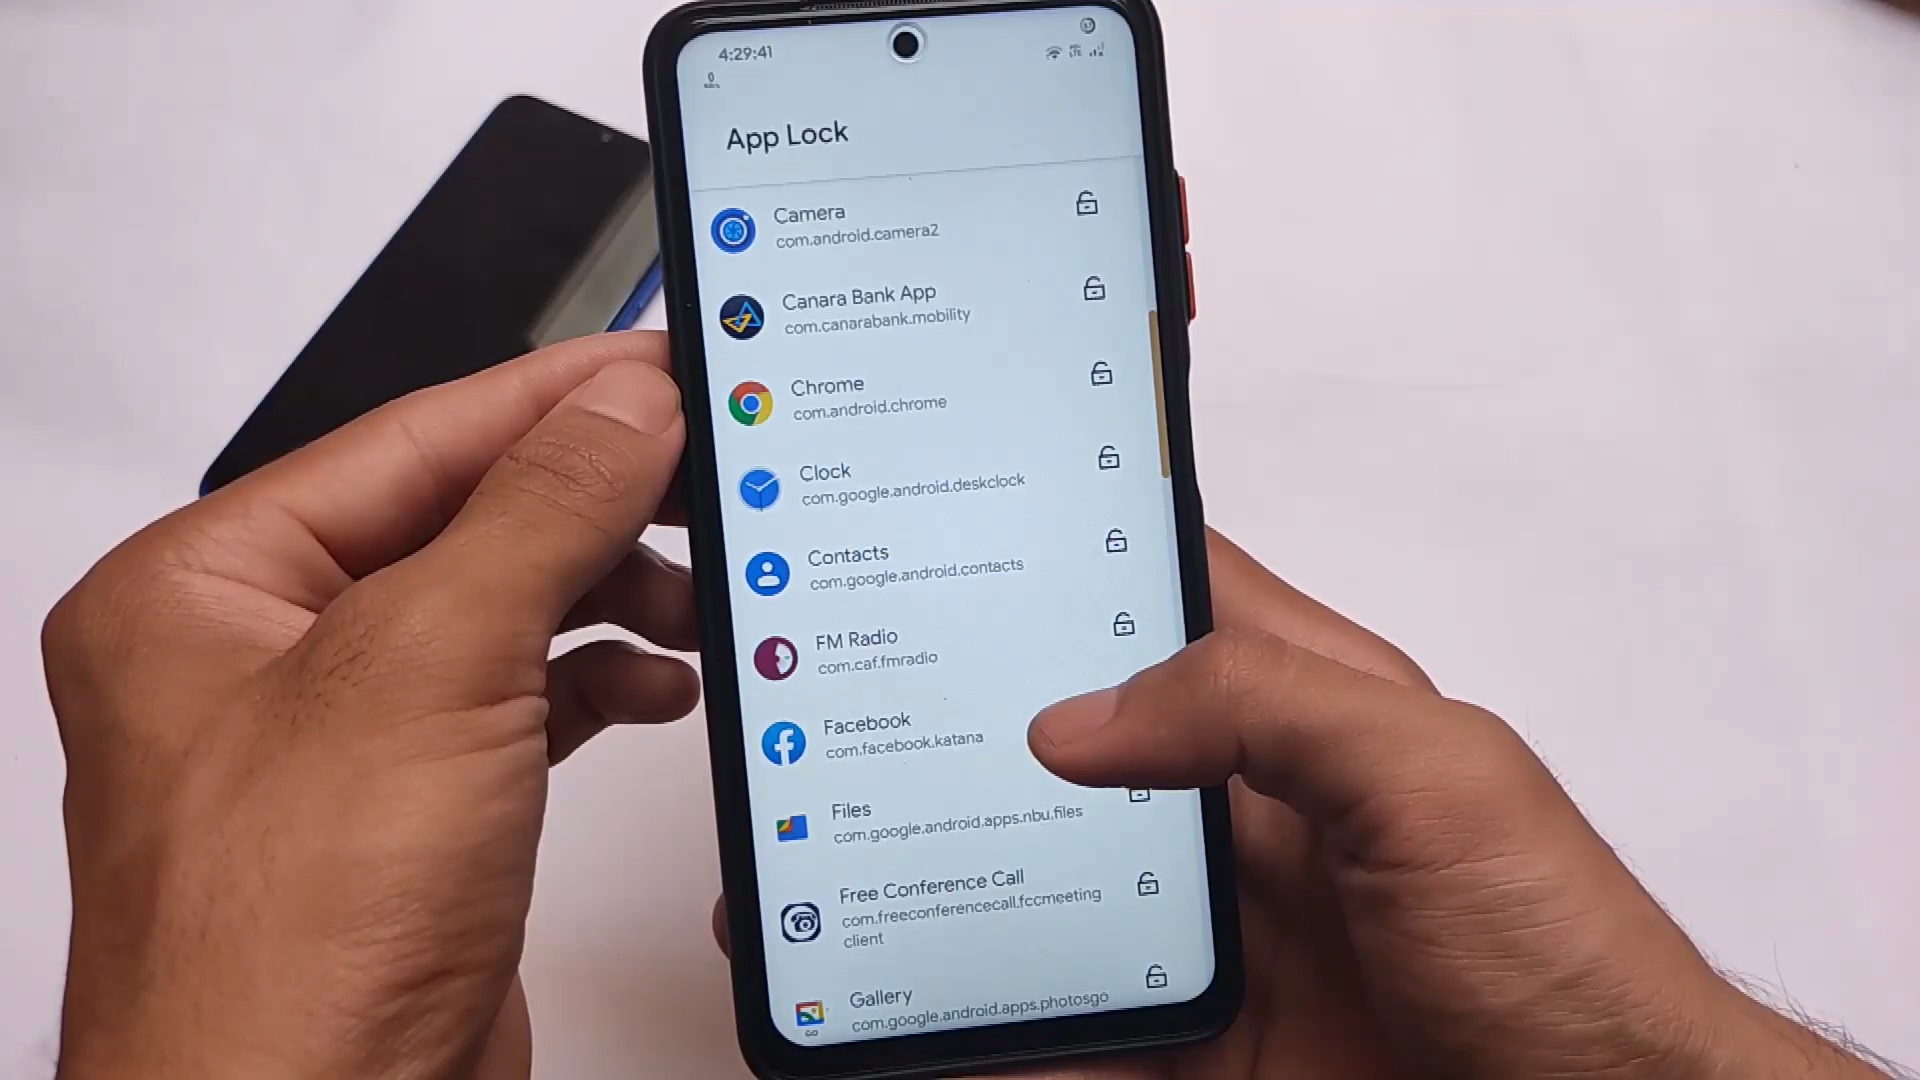 4:29:41
0
App Lock
Camera
com.android.camera2
Canara Bank App
com.canarabank.mobility
Chrome
com.android.chrome
Clock
com.google.android.deskclock
Contacts
com.google.android.contacts
FM Radio
com.caf.fmradio
Facebook
com.facebook.katana
Files
com.google.android.apps.nbu.files
Free Conference Call
com.freeconferencecall.fccmeeting
client
Gallery
com.google.android.apps.photosgo
GO